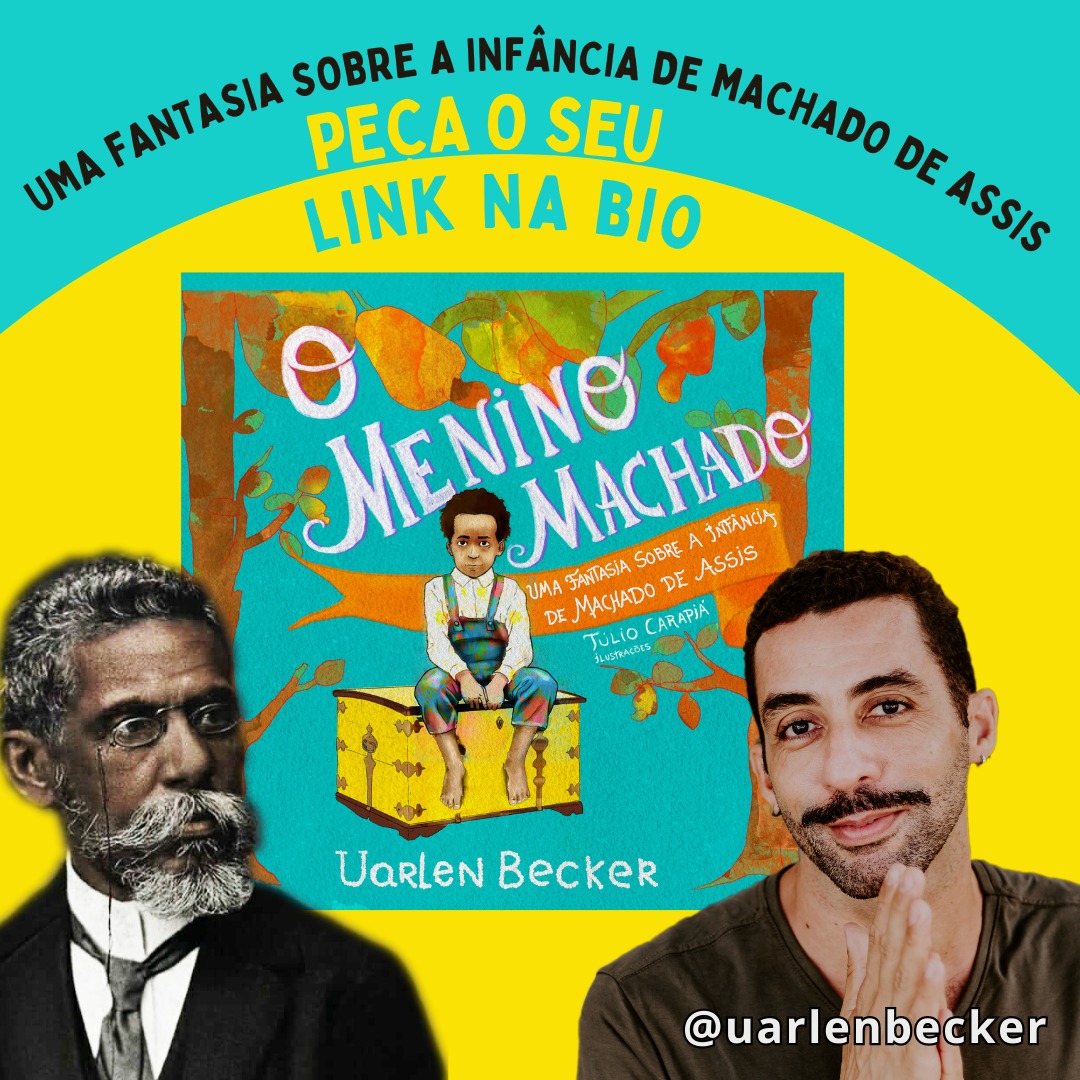 UMA FANTASIA SOBRE A INFÂNCIA DE MACHADO DE ASSIS
PEÇA O SEU
LINK NA BIO
O
MENINO
MACHADO
UMA FANTASIA SOBRE A INFÂNCIA
DE MACHADO DE ASSIS
TÚLIO CARAPIÁ
ILUSTRAÇÕES
UARLEN BECKER
@uarlenbecker